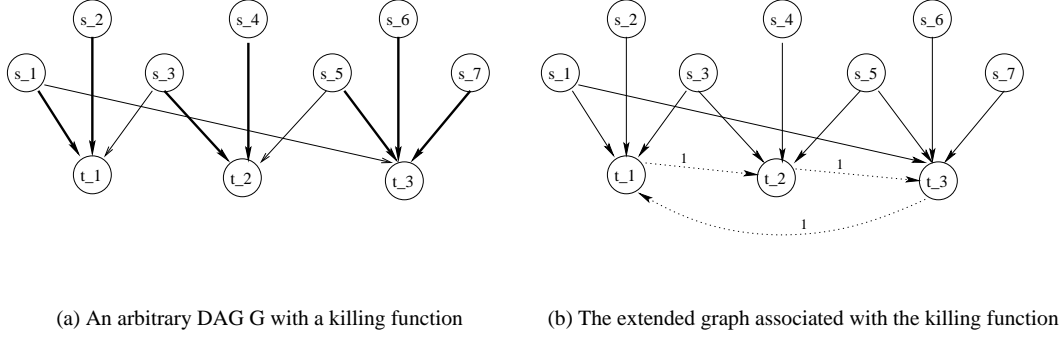 s_2 s_4 s_6 s_2 s_4 s_6
s_1 s_3 s_5 s_7 s_1 s_3 s_5 s_7
t_1 t_2 t_3 t_1 1 t_2 1 t_3
1
(a) An arbitrary DAG G with a killing function (b) The extended graph associated with the killing function